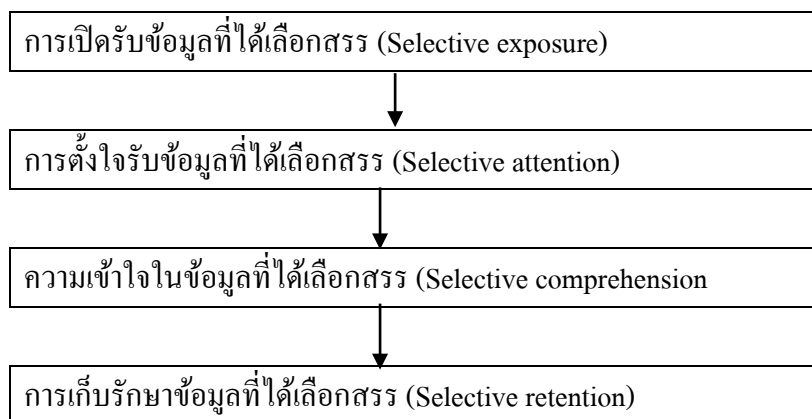 การเปิดรับข้อมูลที่ได้เลือกสรร (Selective exposure)
การตั้งใจรับข้อมูลที่ได้เลือกสรร (Selective attention)
ความเข้าใจในข้อมูลที่ได้เลือกสรร (Selective comprehension
การเก็บรักษาข้อมูลที่ได้เลือกสรร (Selective retention)